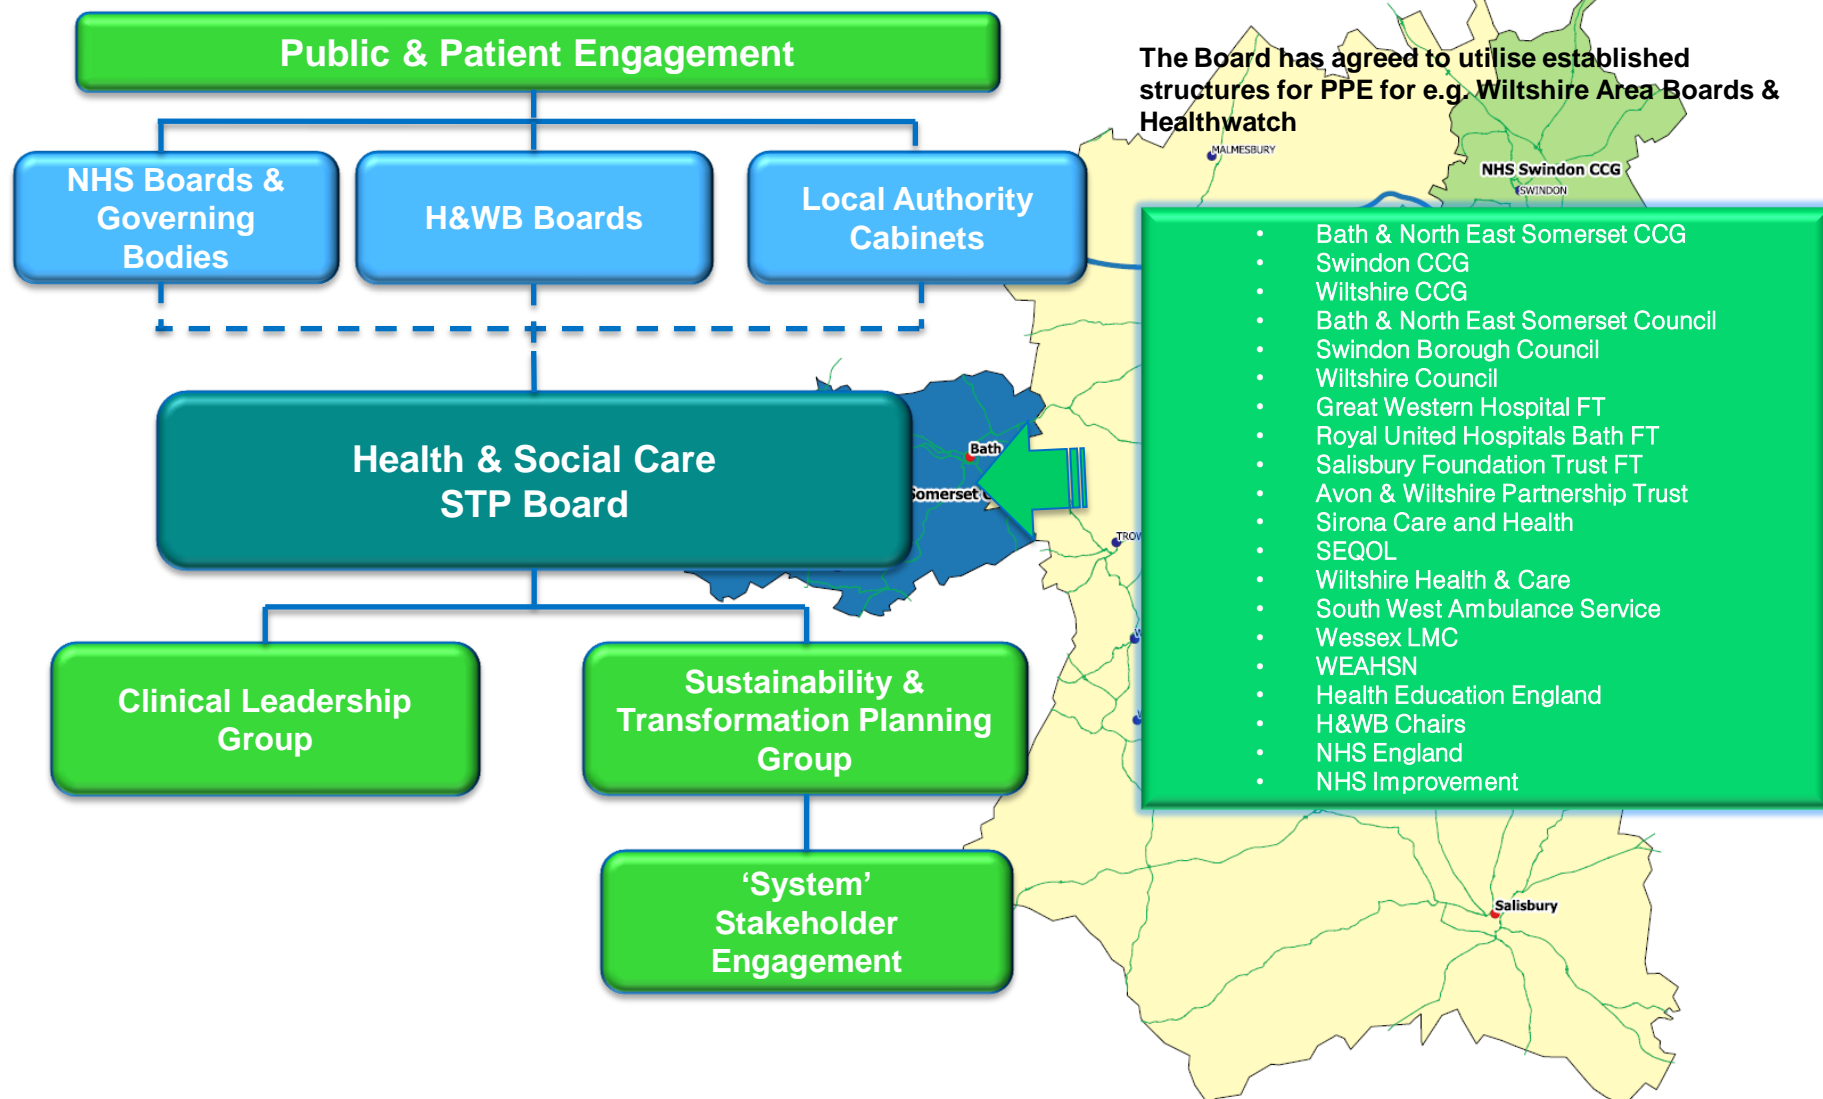 Public & Patient Engagement
The Board has agreed to utilise established
structures for PPE for e.g. Wiltshire Area Boards &
Healthwatch
NHS Boards &
Governing
Bodies
H&WB Boards
Local Authority
Cabinets
Health & Social Care
STP Board
Clinical Leadership
Group
Sustainability &
Transformation Planning
Group
‘System’
Stakeholder
Engagement
MALMESBURY
NHS Swindon CCG
SWINDON
• Bath & North East Somerset CCG
• Swindon CCG
• Wiltshire CCG
• Bath & North East Somerset Council
• Swindon Borough Council
• Wiltshire Council
• Great Western Hospital FT
• Royal United Hospitals Bath FT
• Salisbury Foundation Trust FT
• Avon & Wiltshire Partnership Trust
• Sirona Care and Health
• SEQOL
• Wiltshire Health & Care
• South West Ambulance Service
• Wessex LMC
• WEAHSN
• Health Education England
• H&WB Chairs
• NHS England
• NHS Improvement
Bath
Somerset
TROW
Salisbury